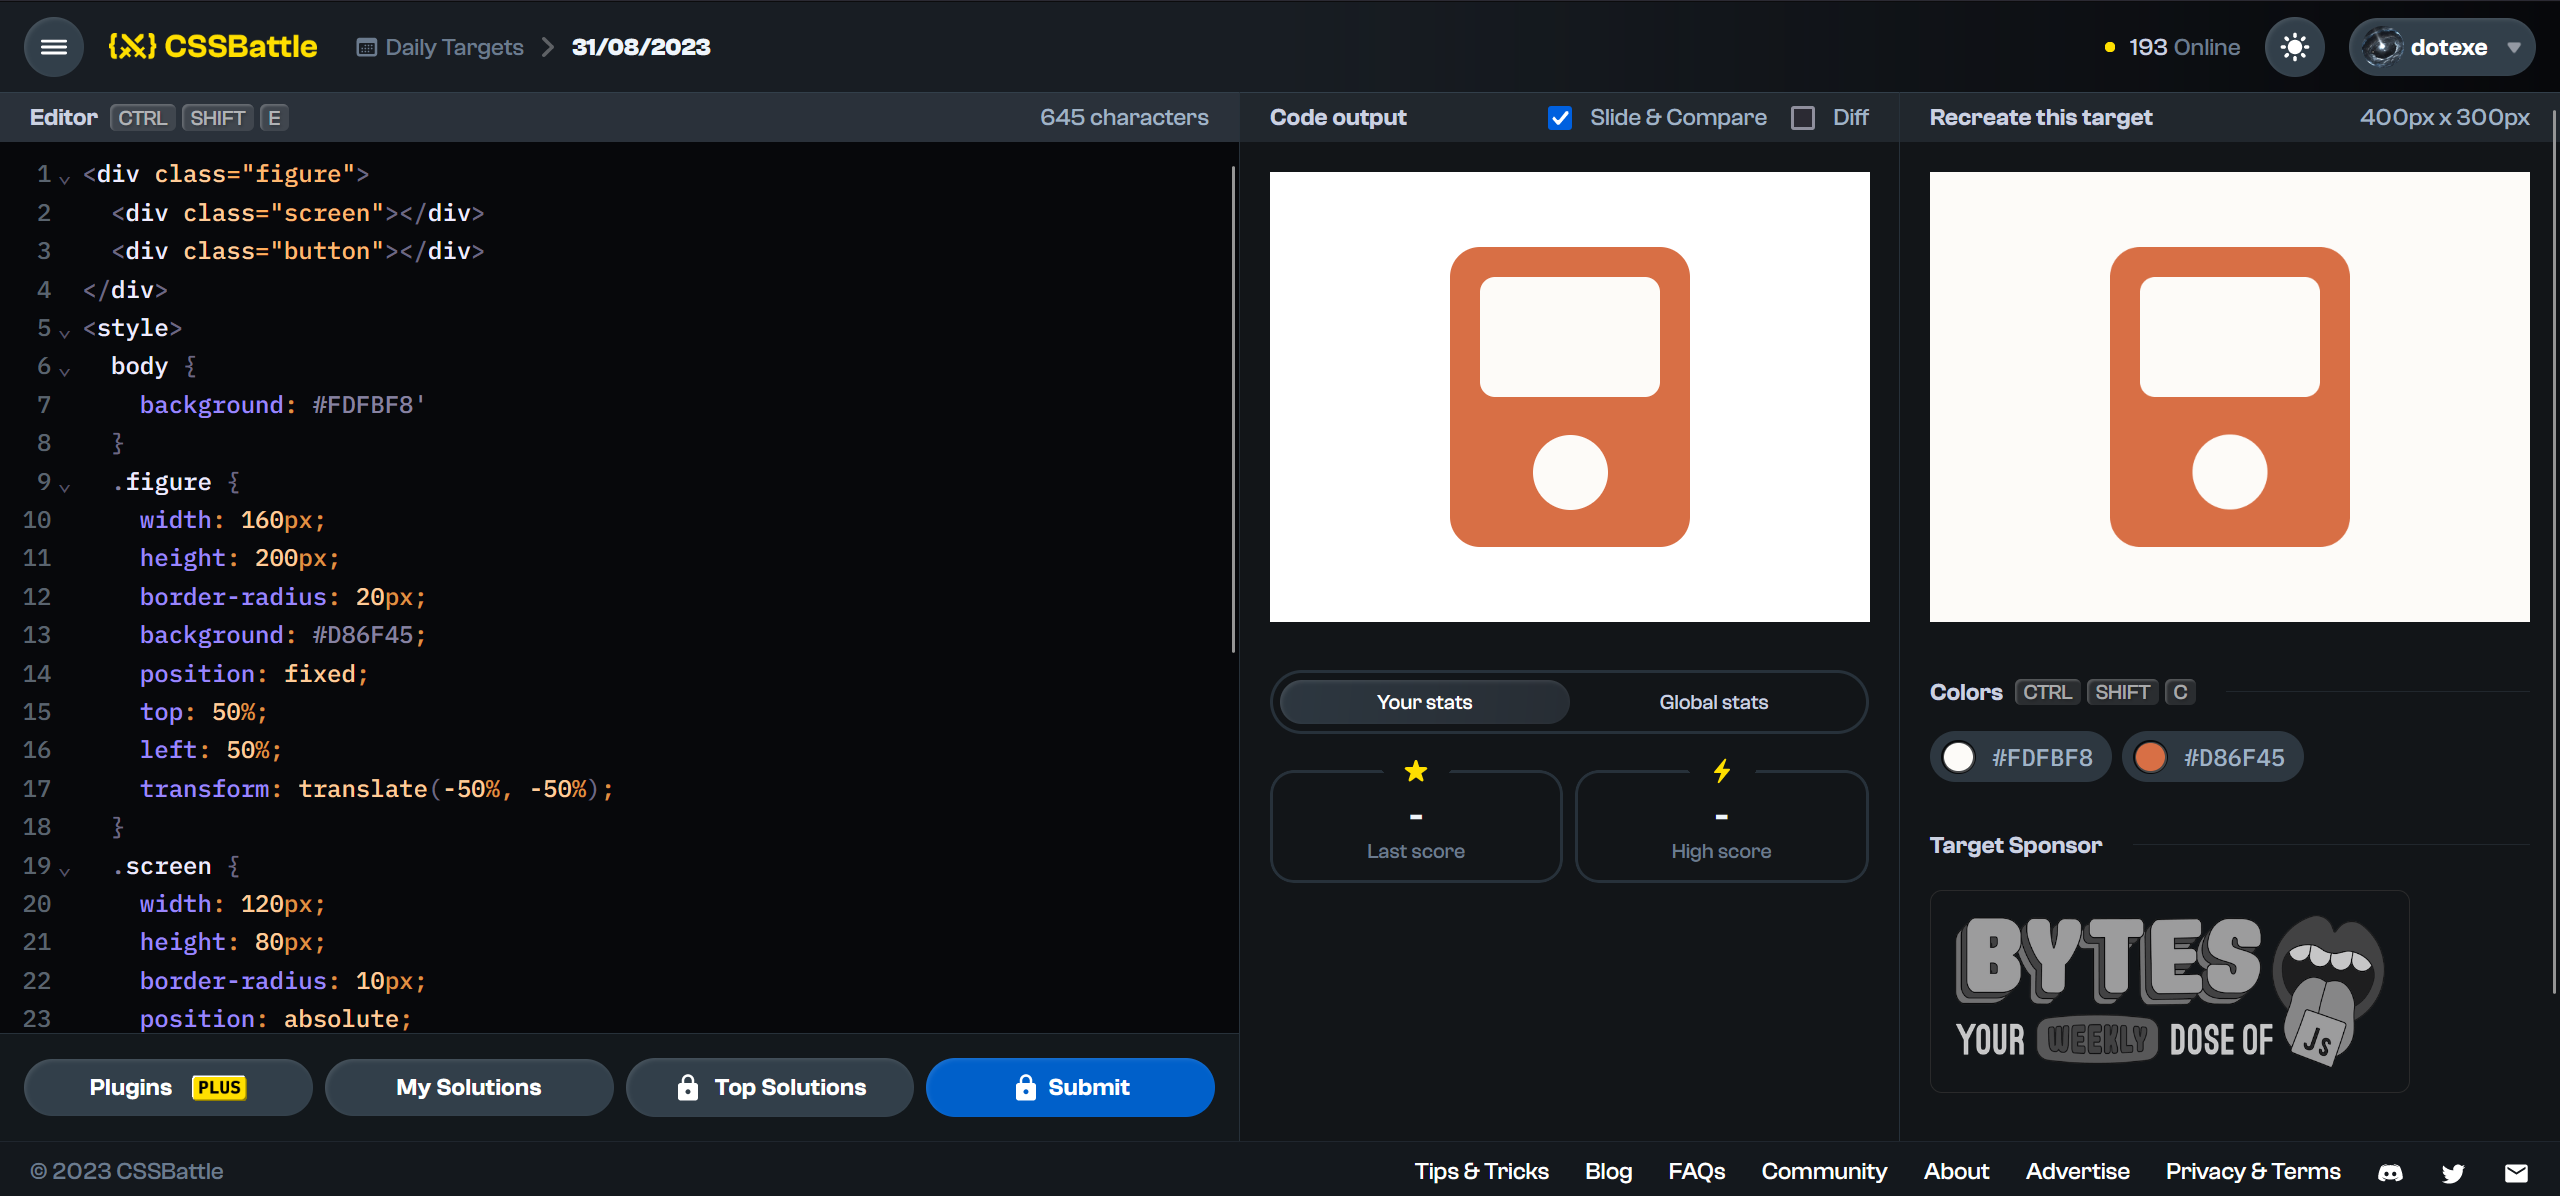 {X} CSSBattle
Daily Targets
31/08/2023
193 Online
dotexe
Editor CTRL SHIFT E
645 characters
1 <div class="figure">
2 <div class="screen"></div>
3 <div class="button"></div>
4 </div>
5 <style>
6 body {
7 background: #FDFBF8'
8 }
9 .figure {
10 width: 160px;
11 height: 200px;
12 border-radius: 20px;
13 background: #D86F45;
14 position: fixed;
15 top: 50%;
16 left: 50%;
17 transform: translate(-50%, -50%);
18 }
19 .screen {
20 width: 120px;
21 height: 80px;
22 border-radius: 10px;
23 position: absolute;
Plugins PLUS
My Solutions
Top Solutions
Submit
Code output
Slide & Compare
Diff
Your stats
Global stats
-
Last score
-
High score
Recreate this target
400px x 300px
Colors CTRL SHIFT C
#FDFBF8
#D86F45
Target Sponsor
BYTES
YOUR WEEKLY DOSE OF
JS
© 2023 CSSBattle
Tips & Tricks
Blog
FAQs
Community
About
Advertise
Privacy & Terms